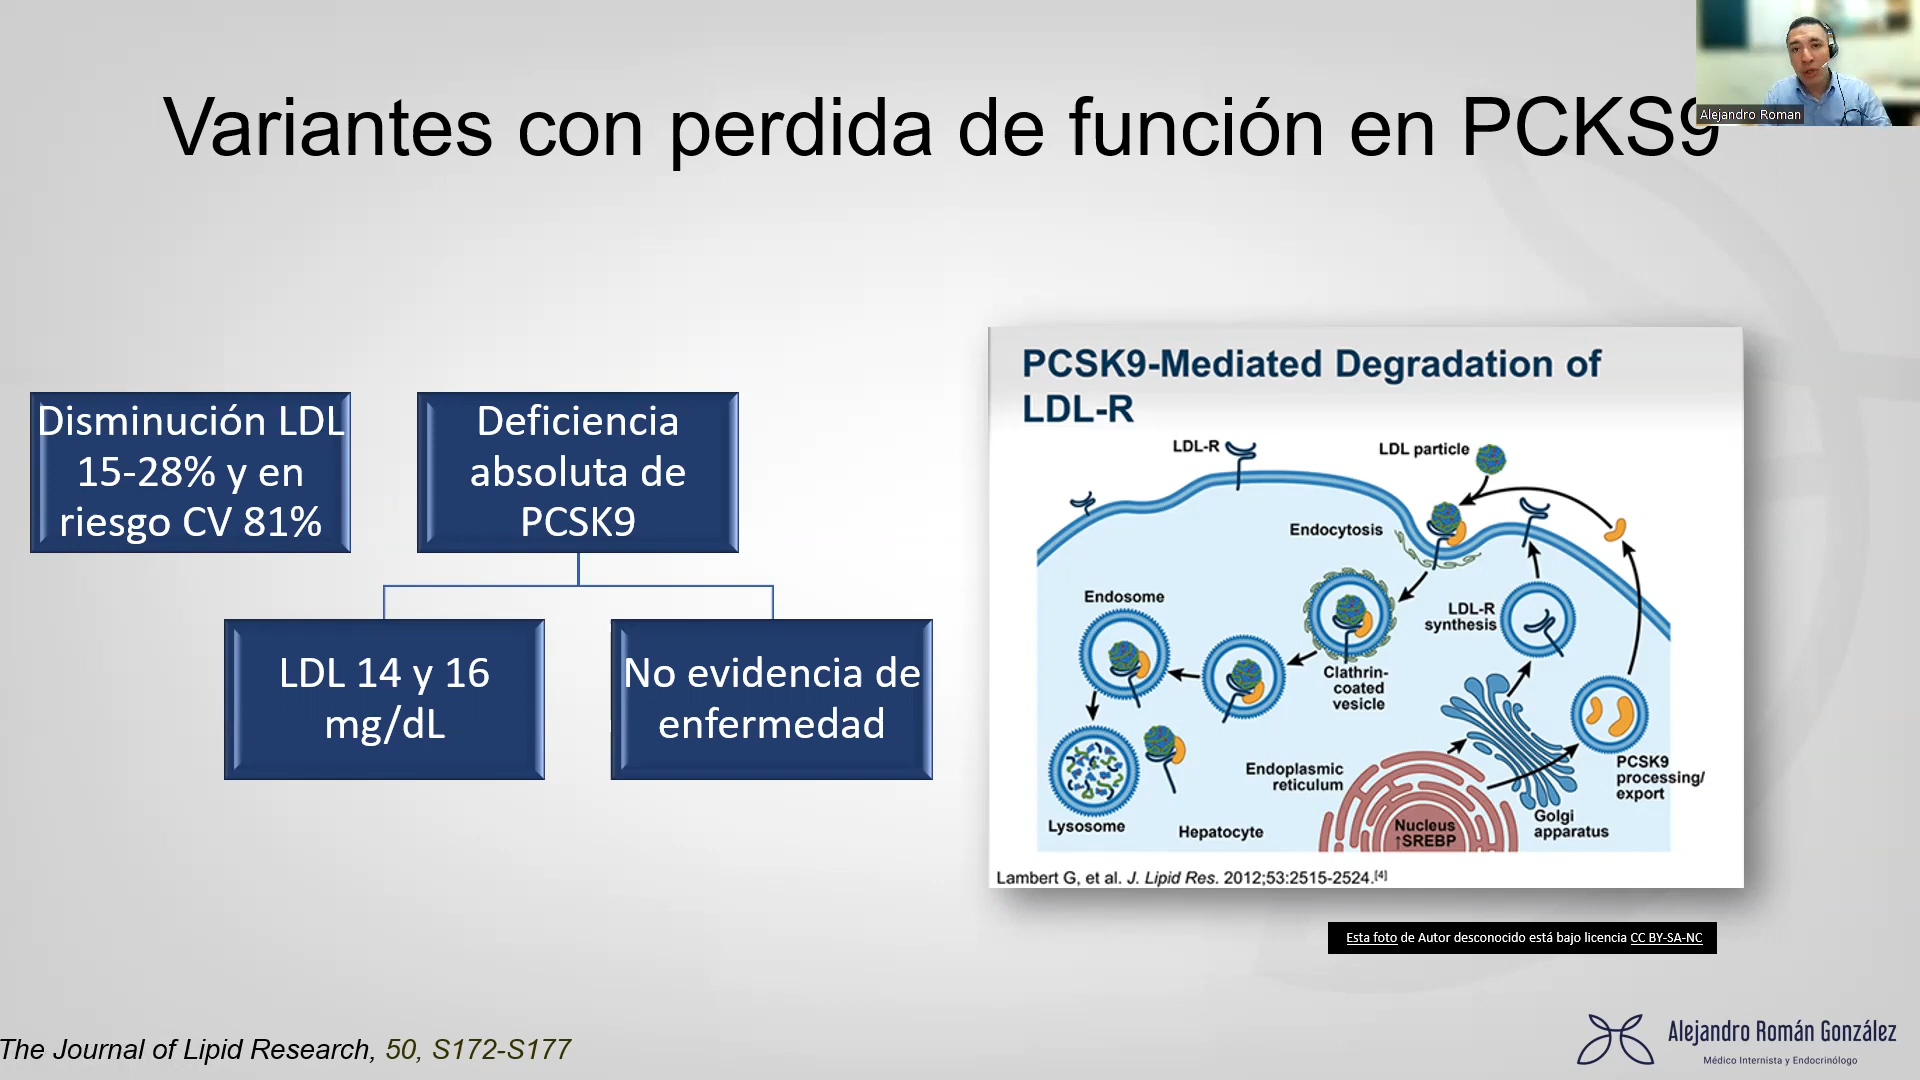 Variantes con perdida de función en PCKS9
Alejandro Roman
Disminución LDL
15-28% y en
riesgo CV 81%
Deficiencia
absoluta de
PCSK9
LDL 14 y 16
mg/dL
No evidencia de
enfermedad
PCSK9-Mediated Degradation of
LDL-R
LDL-R
LDL particle
Endocytosis
Endosome
LDL-R
synthesis
Clathrin-
coated
vesicle
Endoplasmic
reticulum
PCSK9
processing/
export
Lysosome
Hepatocyte
Nucleus
↑SREBP
Golgi
apparatus
Lambert G, et al. J. Lipid Res. 2012;53:2515-2524.[4]
Esta foto de Autor desconocido está bajo licencia CC BY-SA-NC
The Journal of Lipid Research, 50, S172-S177
Alejandro Román González
Médico Internista y Endocrinólogo